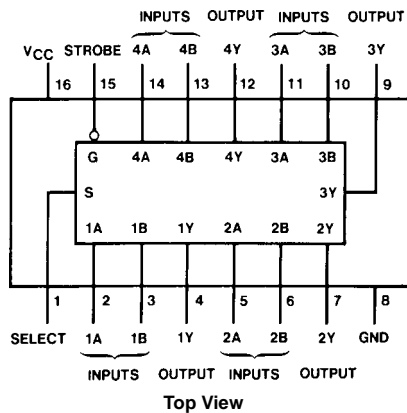 INPUTS OUTPUT INPUTS OUTPUT
VCC STROBE 4A 4B 4Y 3A 3B 3Y
16 15 14 13 12 11 10 9
G 4A 4B 4Y 3A 3B
S 3Y
1A 1B 1Y 2A 2B 2Y
1 2 3 4 5 6 7 8
SELECT 1A 1B 1Y 2A 2B 2Y GND
INPUTS OUTPUT INPUTS OUTPUT
Top View